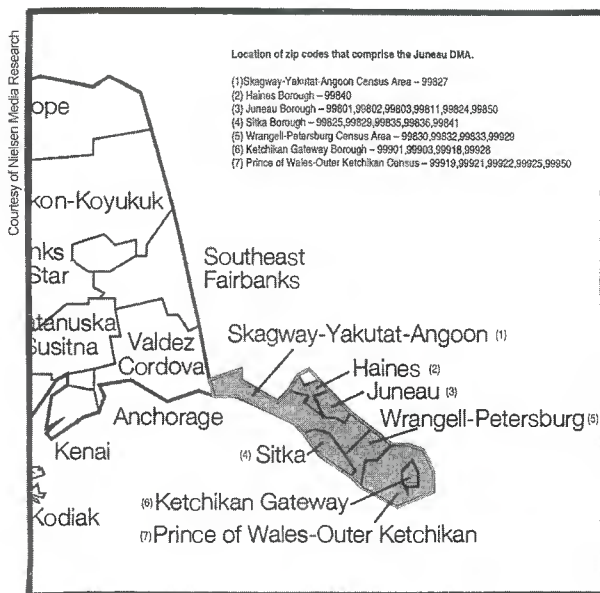 Courtesy of Nielsen Media Research
Location of zip codes that comprise the Juneau DMA.
(1)Skagway-Yakutat-Angoon Census Area – 99827
(2) Haines Borough – 99840
(3) Juneau Borough – 99801,99802,99803,99811,99824,99850
(4) Sitka Borough – 99825,99829,99835,99836,99841
(5) Wrangell-Petersburg Census Area – 99830,99832,99833,99929
(6) Ketchikan Gateway Borough – 99901,99903,99918,99928
(7) Prince of Wales-Outer Ketchikan Census – 99919,99921,99922,99925,99950
ope
kon-Koyukuk
nks
Star
Southeast
Fairbanks
atanuska
Susitna
Valdez
Cordova
Skagway-Yakutat-Angoon (1)
Haines (2)
Juneau (3)
Wrangell-Petersburg (5)
Anchorage
Kenai
(4) Sitka
Kodiak
(6) Ketchikan Gateway
(7) Prince of Wales-Outer Ketchikan